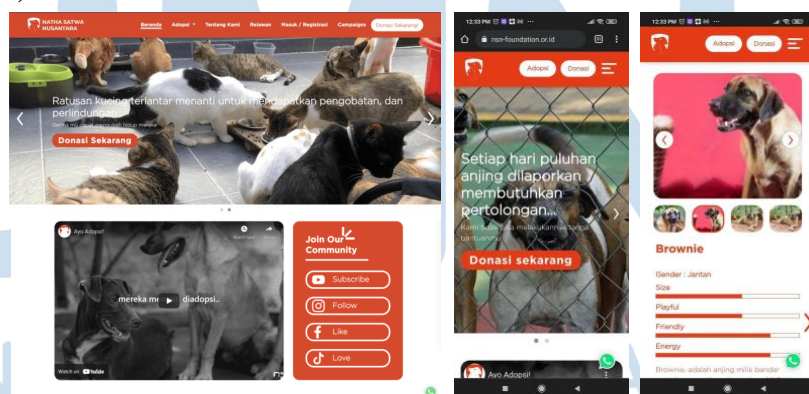 NATHA SATWA
NUSANTARA
Beranda Adopsi Tentang Kami Relawan Masuk / Registrasi Campaigns Donasi Sekarang!
Ratusan kucing terlantar menanti untuk mendapatkan pengobatan, dan
perlindungan
Donasi Sekarang
Ayo Adopsi!
mereka me diadopsi..
Watch on YouTube
Join Our
Community
Subscribe
Follow
Like
Love
12:33 PM
nsn-foundation.or.id
Adopsi Donasi
Setiap hari puluhan
anjing dilaporkan
membutuhkan
pertolongan...
Donasi sekarang
Ayo Adopsi!
12:33 PM
Adopsi Donasi
Brownie
Gender : Jantan
Size
Playful
Friendly
Energy
Brownie, adalah anjing milik bandar